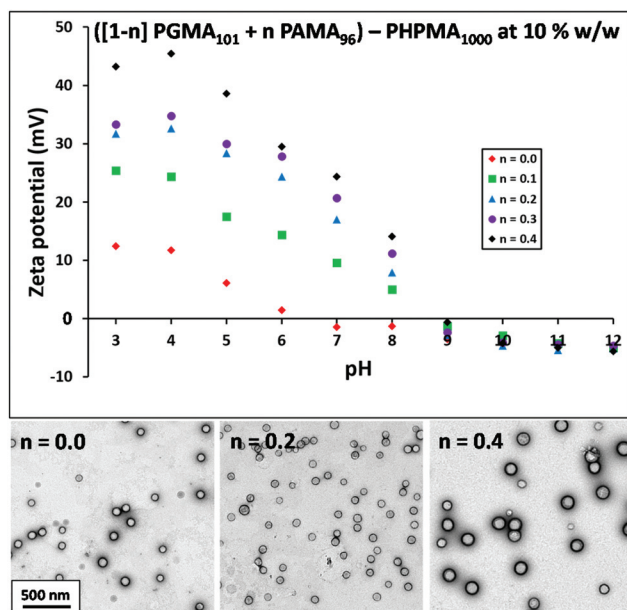 ([1-n] PGMA₁₀₁ + n PAMA₉₆) – PHPMA₁₀₀₀ at 10 % w/w
50
40
30
20
10
0
-10
Zeta potential (mV)
n = 0.0
n = 0.1
n = 0.2
n = 0.3
n = 0.4
3 4 5 6 7 8 9 10 11 12
pH
n = 0.0
n = 0.2
n = 0.4
500 nm